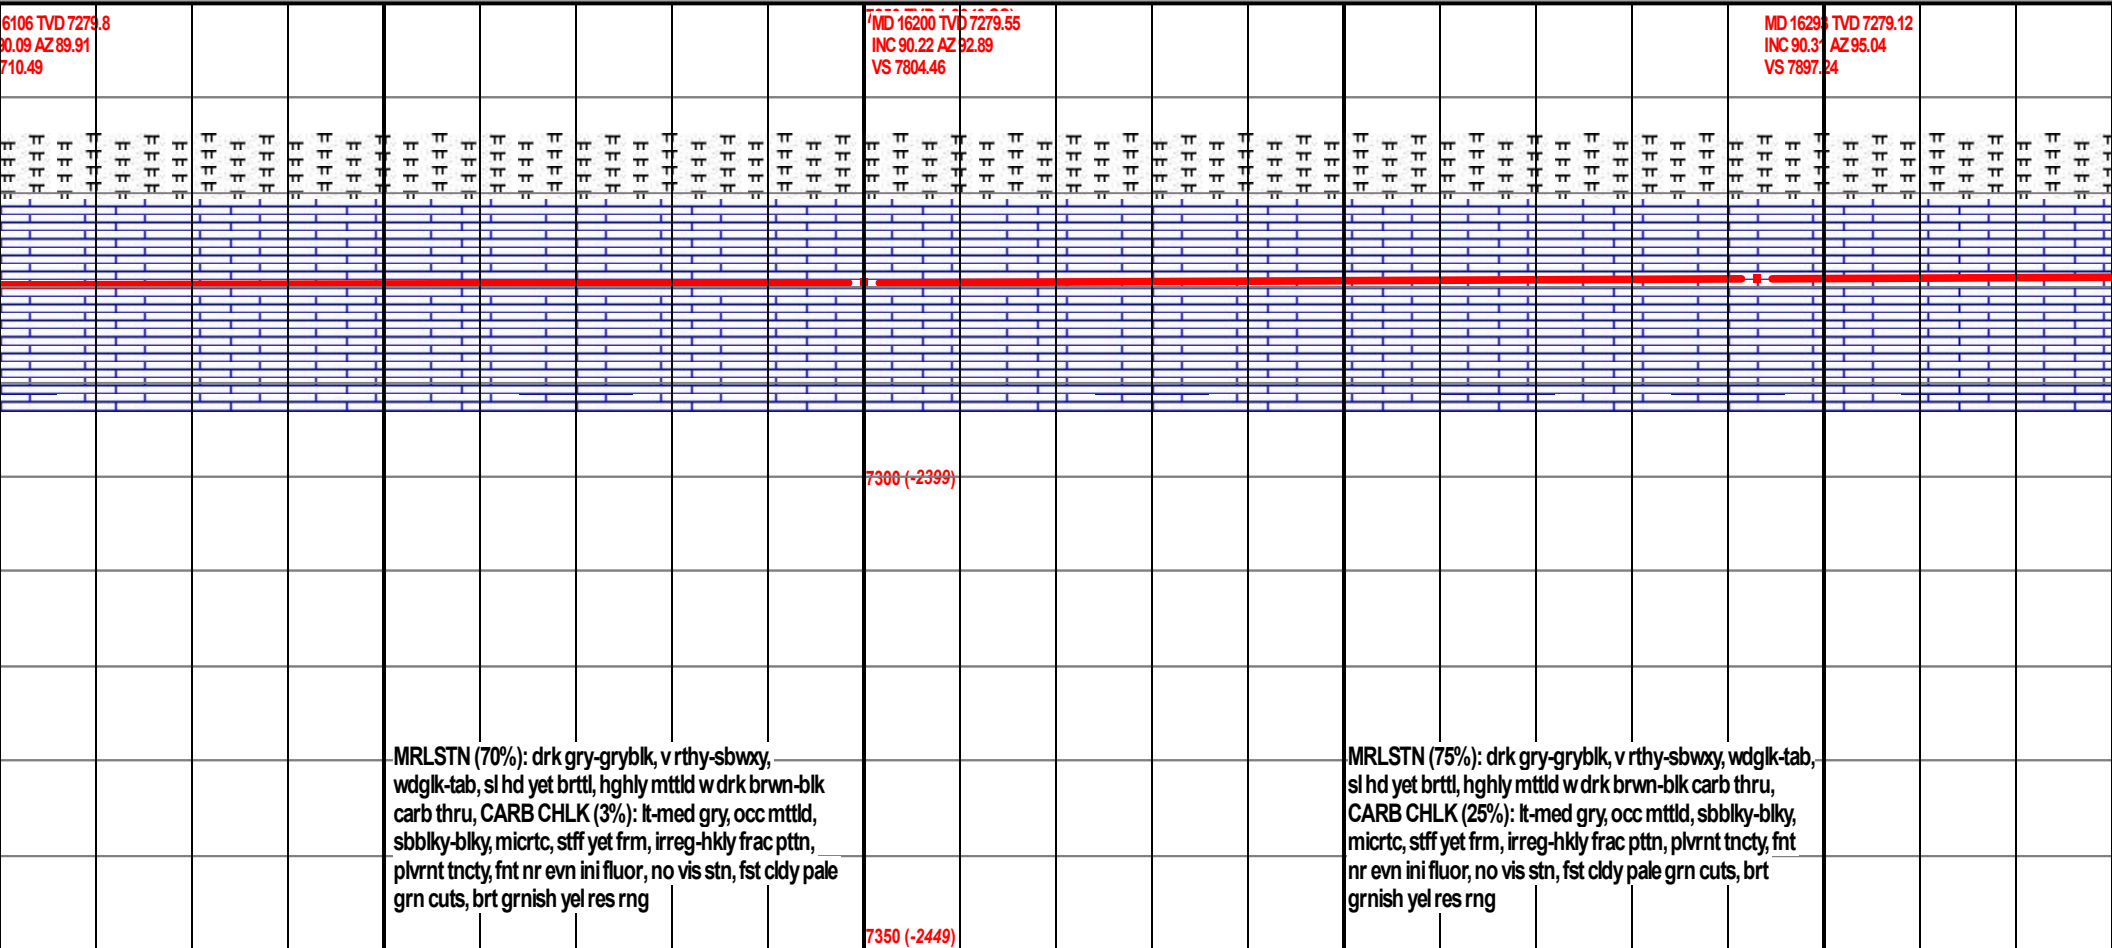 6106 TVD 7279.8
90.09 AZ 89.91
710.49
MD 16200 TVD 7279.55
INC 90.22 AZ 92.89
VS 7804.46
MD 16293 TVD 7279.12
INC 90.31 AZ 95.04
VS 7897.24
7300 (-2399)
MRLSTN (70%): drk gry-gryblk, v rthy-sbwxy,
wdglk-tab, sl hd yet brttl, hghly mttld w drk brwn-blk
carb thru, CARB CHLK (3%): lt-med gry, occ mttld,
sbblky-blky, micrtc, stff yet frm, irreg-hkly frac pttn,
plvrnt tncty, fnt nr evn ini fluor, no vis stn, fst cldy pale
grn cuts, brt grnish yel res rng
MRLSTN (75%): drk gry-gryblk, v rthy-sbwxy, wdglk-tab,
sl hd yet brttl, hghly mttld w drk brwn-blk carb thru,
CARB CHLK (25%): lt-med gry, occ mttld, sbblky-blky,
micrtc, stff yet frm, irreg-hkly frac pttn, plvrnt tncty, fnt
nr evn ini fluor, no vis stn, fst cldy pale grn cuts, brt
grnish yel res rng
7350 (-2449)